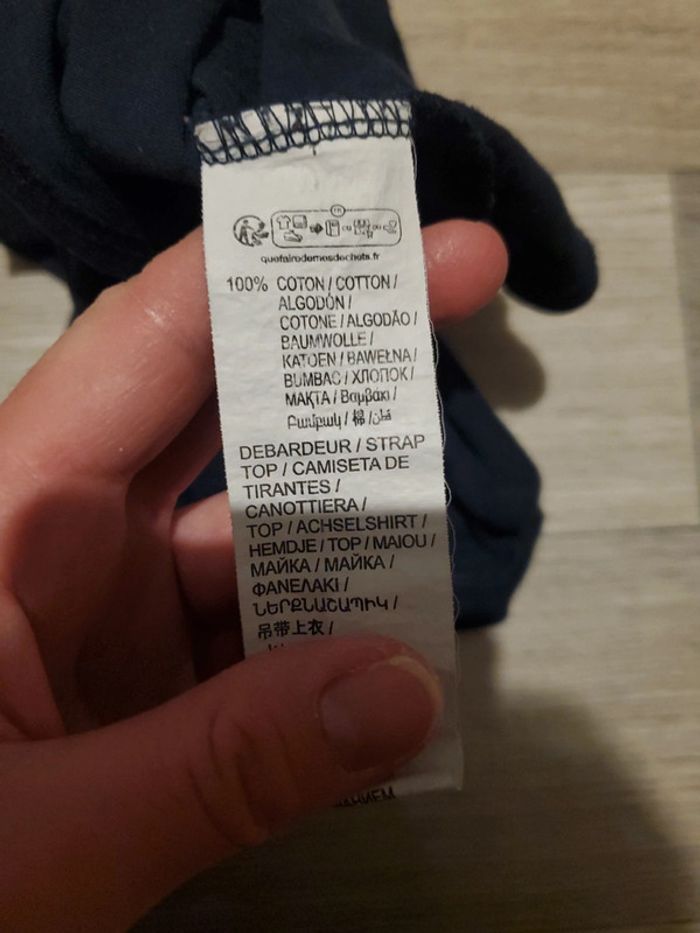 FR
quefairedemesdechets.fr
100% COTON / COTTON /
ALGODÓN /
COTONE / ALGODÃO /
BAUMWOLLE /
KATOEN / BAWEŁNA /
BUMBAC / ХЛОПОК /
МАҚТА / Βαμβάκι /
Բամբակ / 棉 / قطن
DEBARDEUR / STRAP
TOP / CAMISETA DE
TIRANTES /
CANOTTIERA /
TOP / ACHSELSHIRT /
HEMDJE / TOP / MAIOU /
МАЙКА / МАЙКА /
ΦΑΝΕΛΑΚΙ /
ՆԵՐՔՆԱՇԱՊԻԿ /
吊带上衣 /